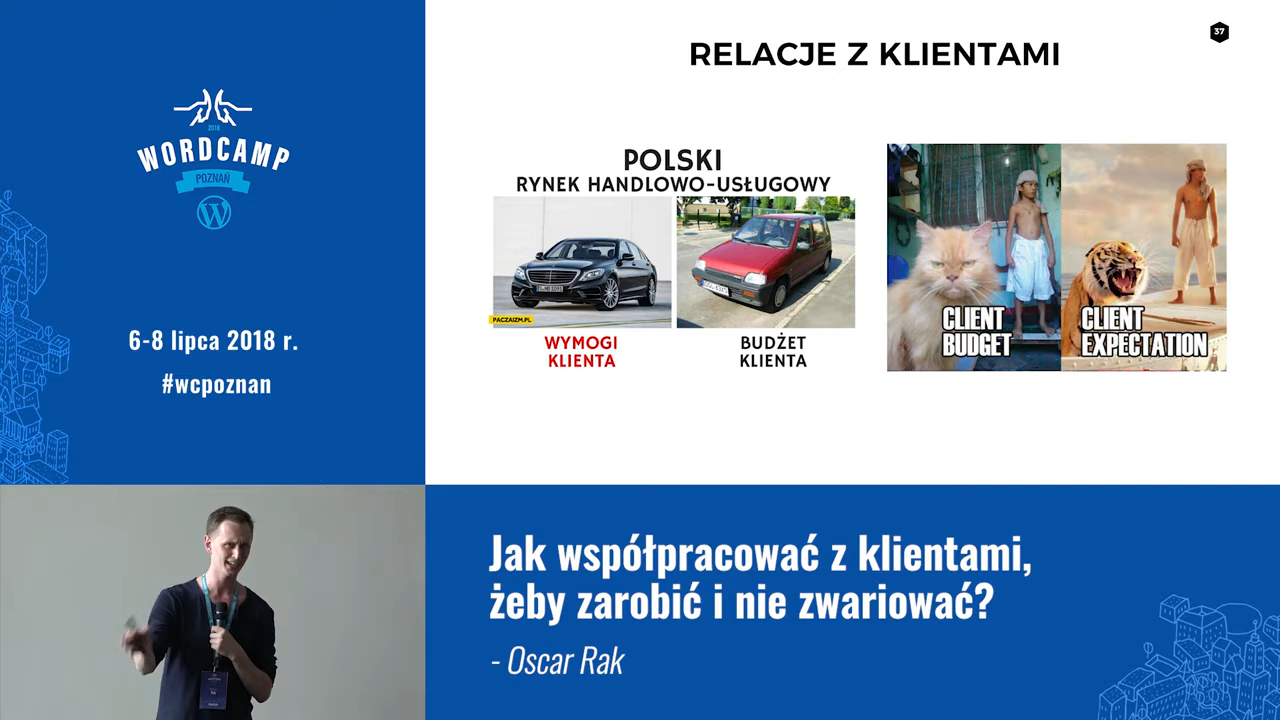 2018
WORDCAMP
POZNAŃ
6-8 lipca 2018 r.
#wcpoznan
37
RELACJE Z KLIENTAMI
POLSKI
RYNEK HANDLOWO-USŁUGOWY
PACZAIZM.PL
WYMOGI
KLIENTA
BUDŻET
KLIENTA
CLIENT
BUDGET
CLIENT
EXPECTATION
Jak współpracować z klientami,
żeby zarobić i nie zwariować?
- Oscar Rak